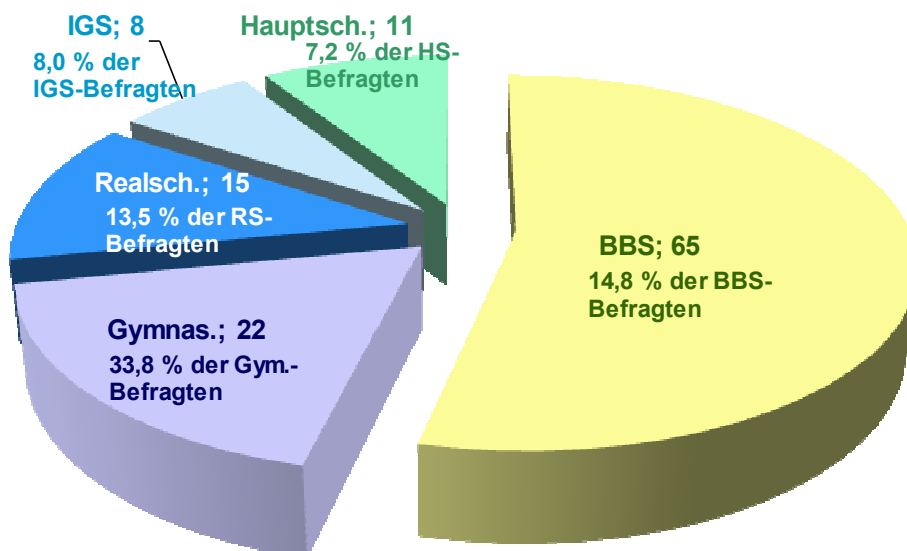 IGS; 8
8,0 % der
IGS-Befragten
Hauptsch.; 11
7,2 % der HS-
Befragten
Realsch.; 15
13,5 % der RS-
Befragten
BBS; 65
14,8 % der BBS-
Befragten
Gymnas.; 22
33,8 % der Gym.-
Befragten